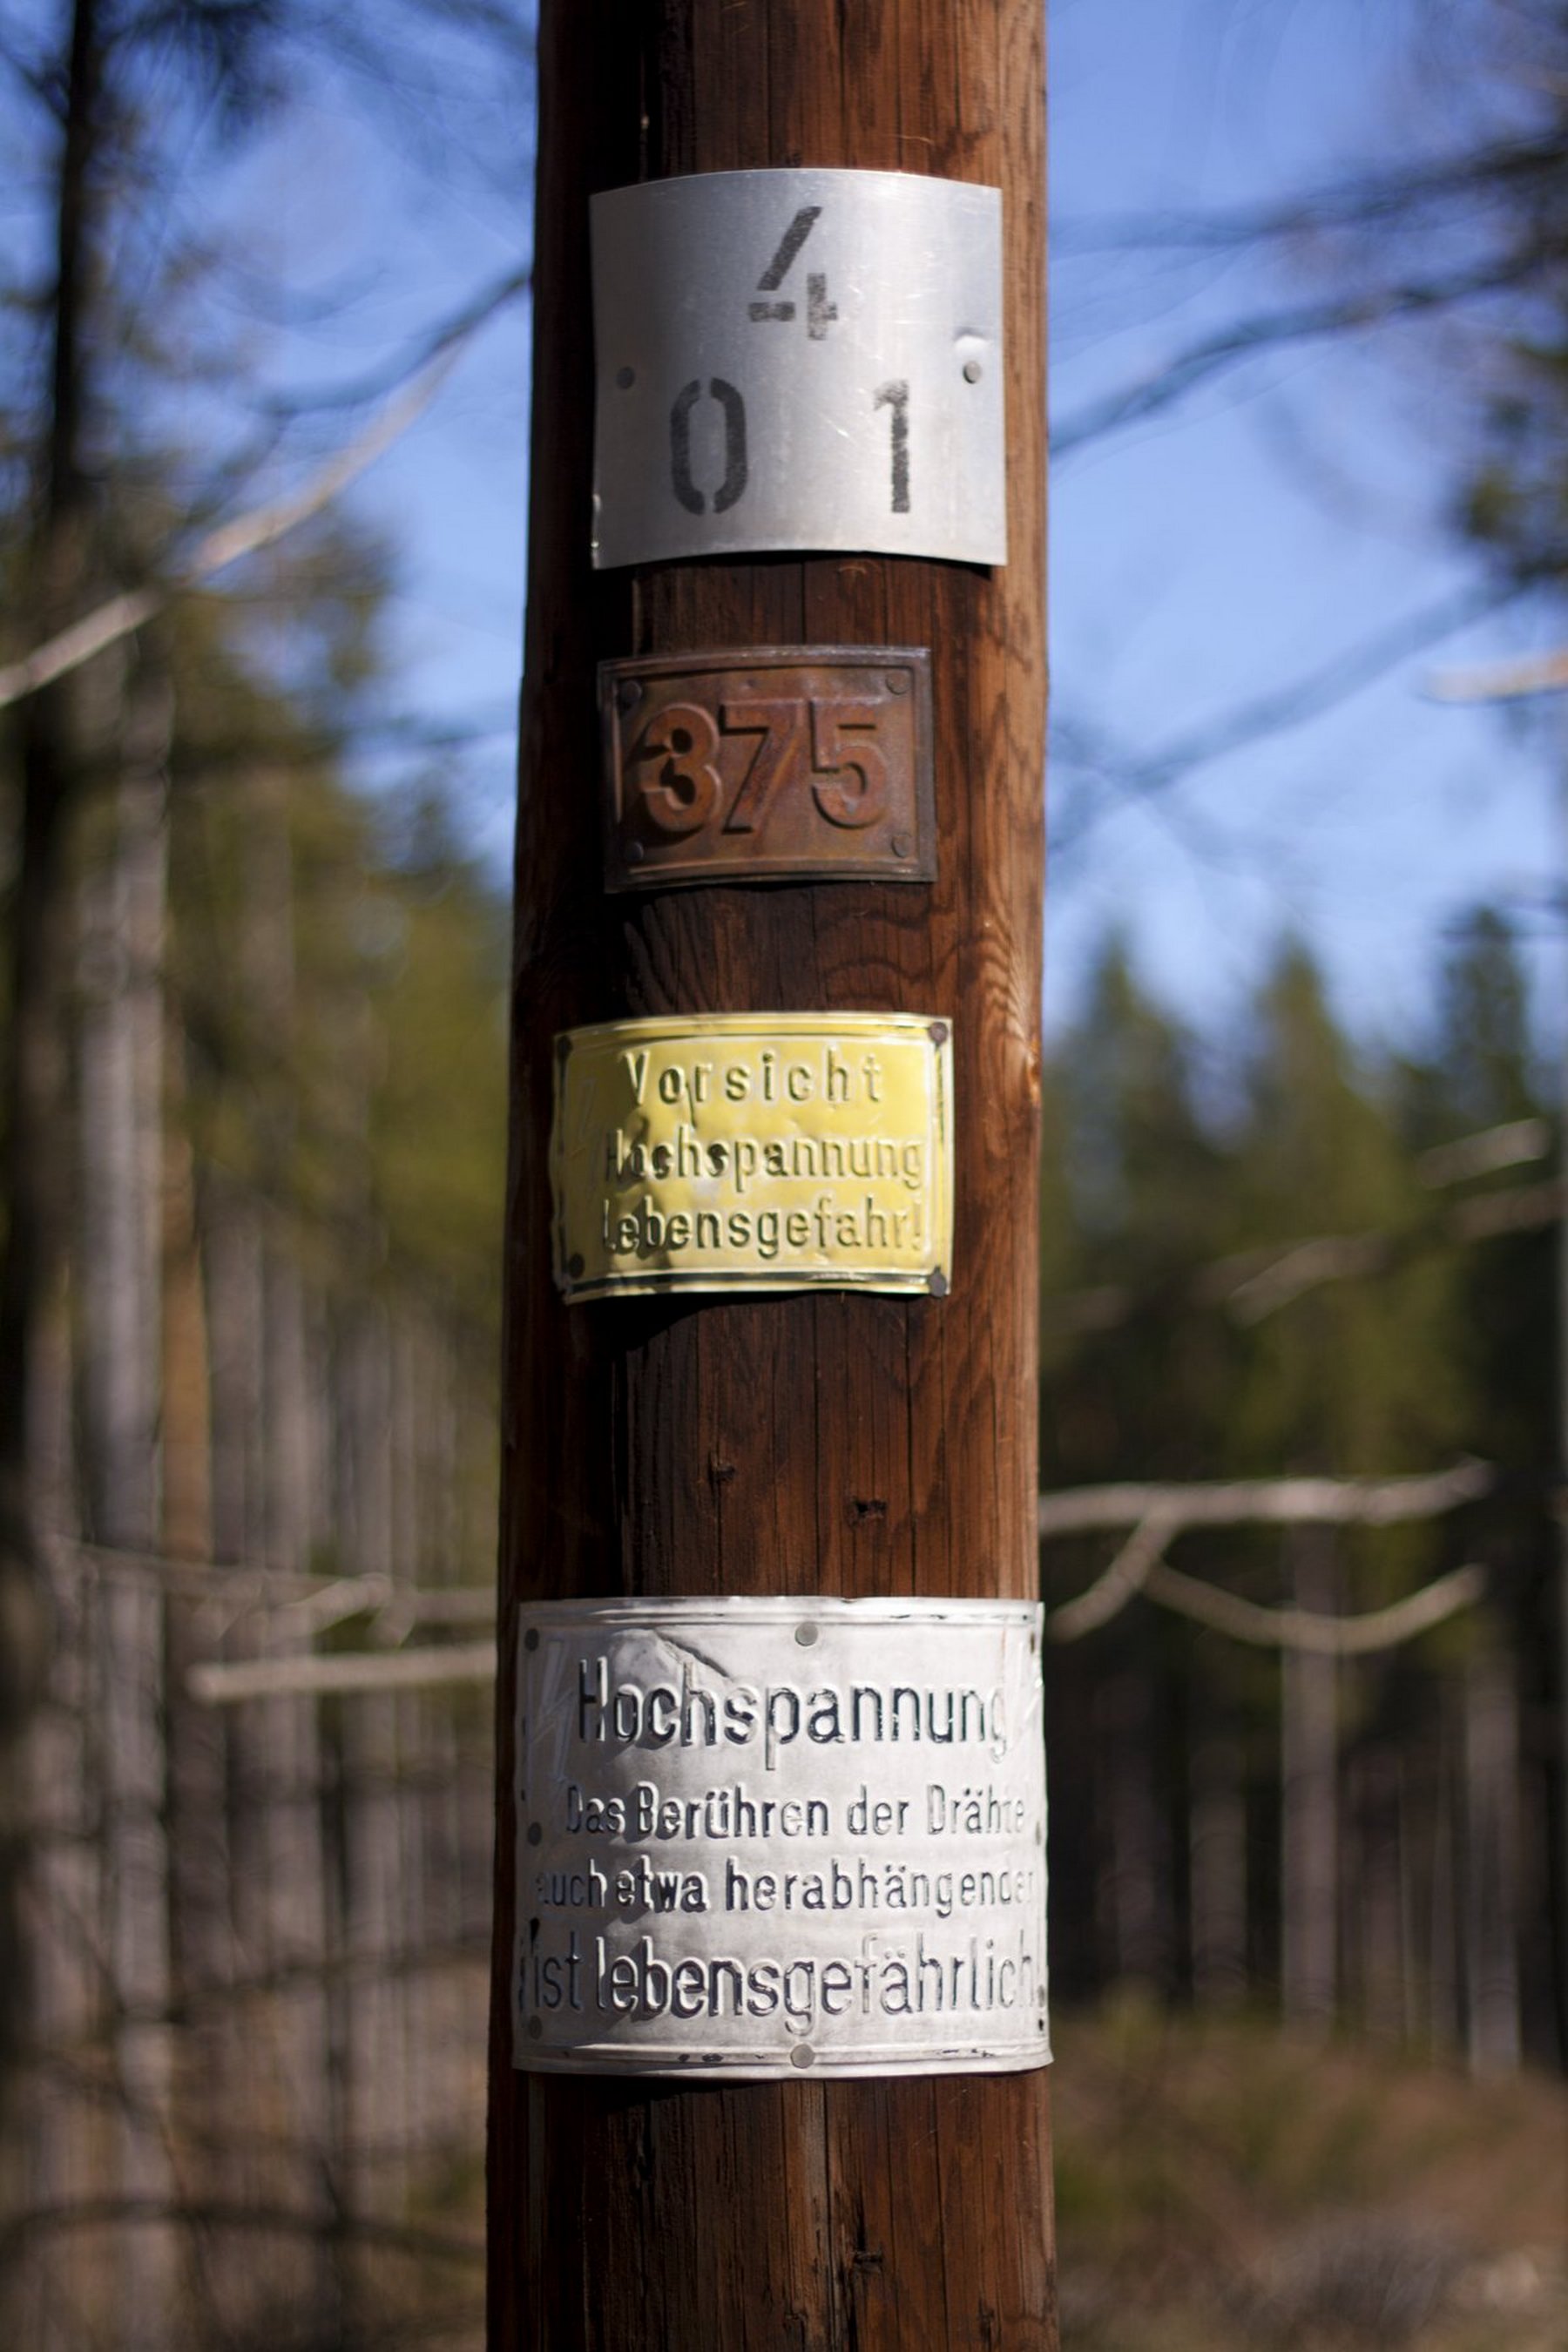 4
0 1
375
Vorsicht
Hochspannung
Lebensgefahr!
Hochspannung
Das Berühren der Drähte
auch etwa herabhängender
ist lebensgefährlich!